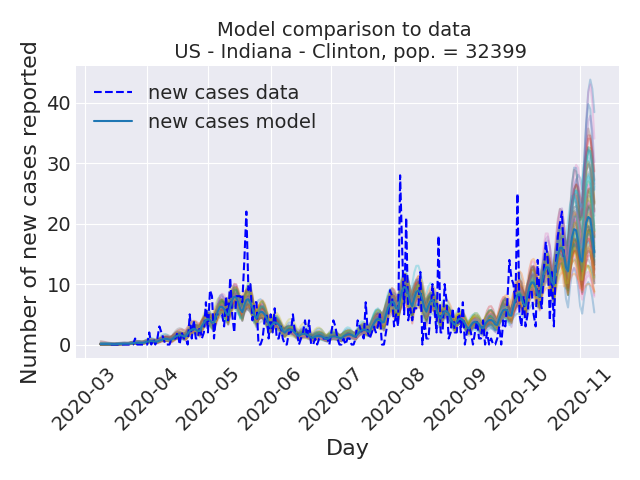 Model comparison to data
US - Indiana - Clinton, pop. = 32399
Number of new cases reported
40
30
20
10
0
new cases data
new cases model
2020-03
2020-04
2020-05
2020-06
2020-07
2020-08
2020-09
2020-10
2020-11
Day